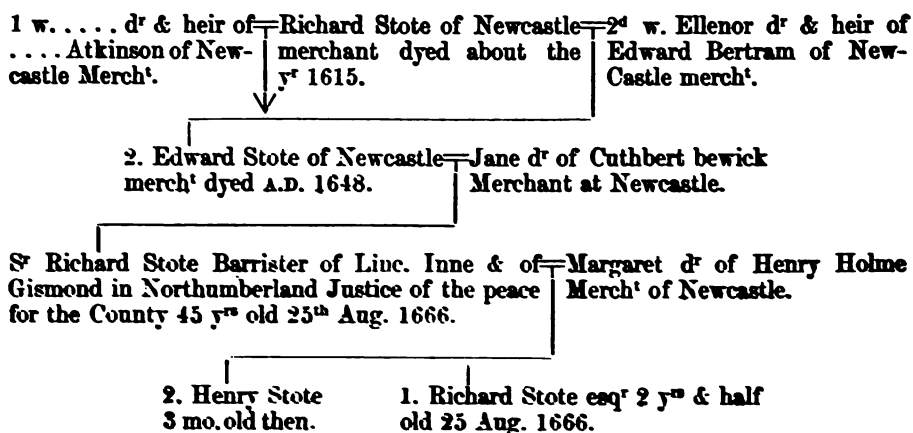 1 w. . . . . . dʳ & heir of
. . . . Atkinson of New-
castle Merchᵗ.
Richard Stote of Newcastle
merchant dyed about the
yʳ 1615.
2ᵈ w. Ellenor dʳ & heir of
Edward Bertram of New-
Castle merchᵗ.
2. Edward Stote of Newcastle
merchᵗ dyed A.D. 1648.
Jane dʳ of Cuthbert bewick
Merchant at Newcastle.
Sʳ Richard Stote Barrister of Linc. Inne & of
Gismond in Northumberland Justice of the peace
for the County 45 yʳˢ old 25ᵗʰ Aug. 1666.
Margaret dʳ of Henry Holme
Merchᵗ of Newcastle.
2. Henry Stote
3 mo. old then.
1. Richard Stote esqʳ 2 yʳˢ & half
old 25 Aug. 1666.